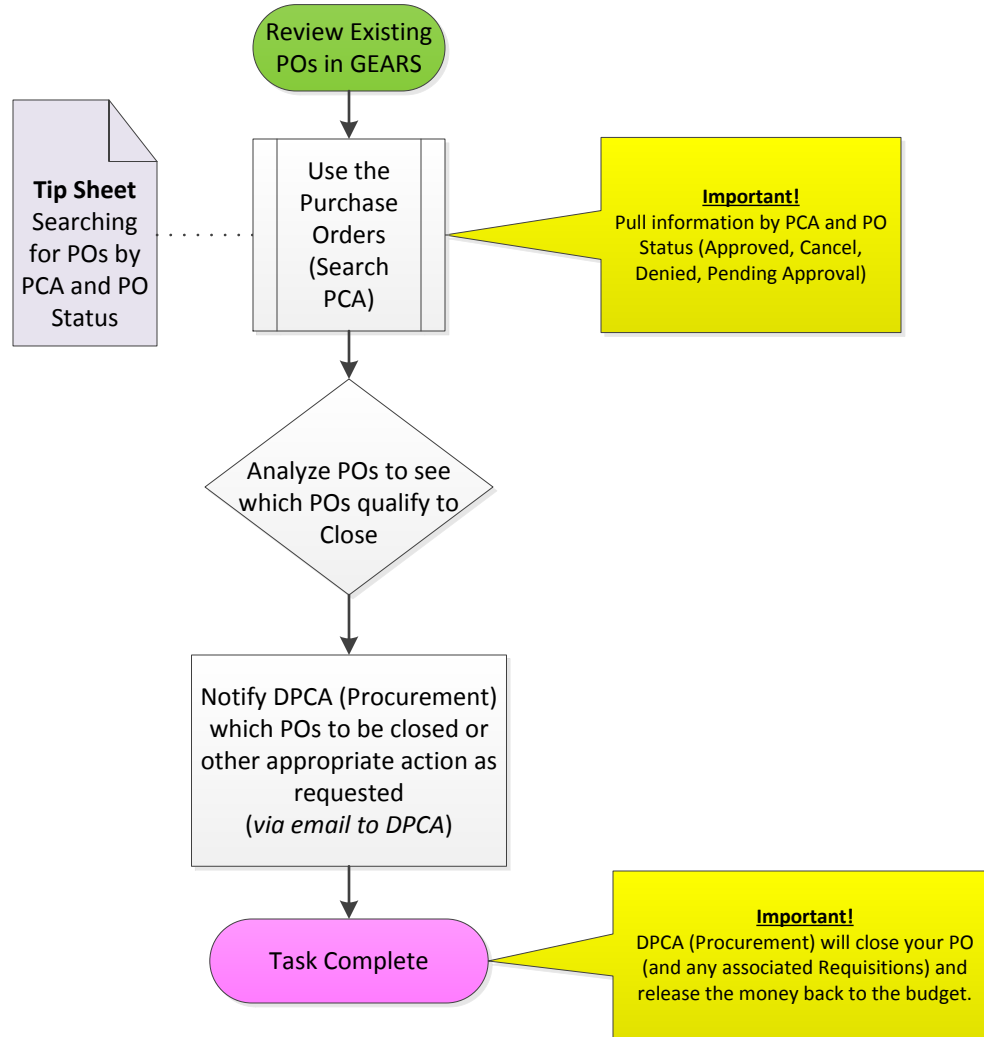 Review Existing
POs in GEARS
Tip Sheet
Searching
for POs by
PCA and PO
Status
Use the
Purchase
Orders
(Search
PCA)
Important!
Pull information by PCA and PO
Status (Approved, Cancel,
Denied, Pending Approval)
Analyze POs to see
which POs qualify to
Close
Notify DPCA (Procurement)
which POs to be closed or
other appropriate action as
requested
(via email to DPCA)
Task Complete
Important!
DPCA (Procurement) will close your PO
(and any associated Requisitions) and
release the money back to the budget.